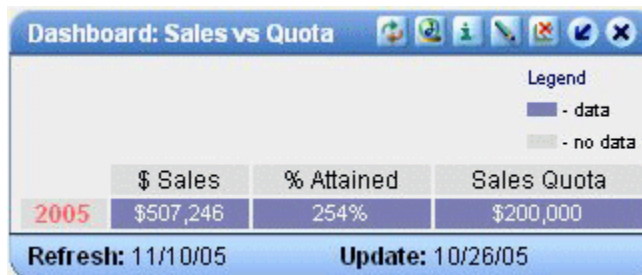 Dashboard: Sales vs Quota
Legend
- data
- no data
$ Sales % Attained Sales Quota
2005 $507,246 254% $200,000
Refresh: 11/10/05 Update: 10/26/05